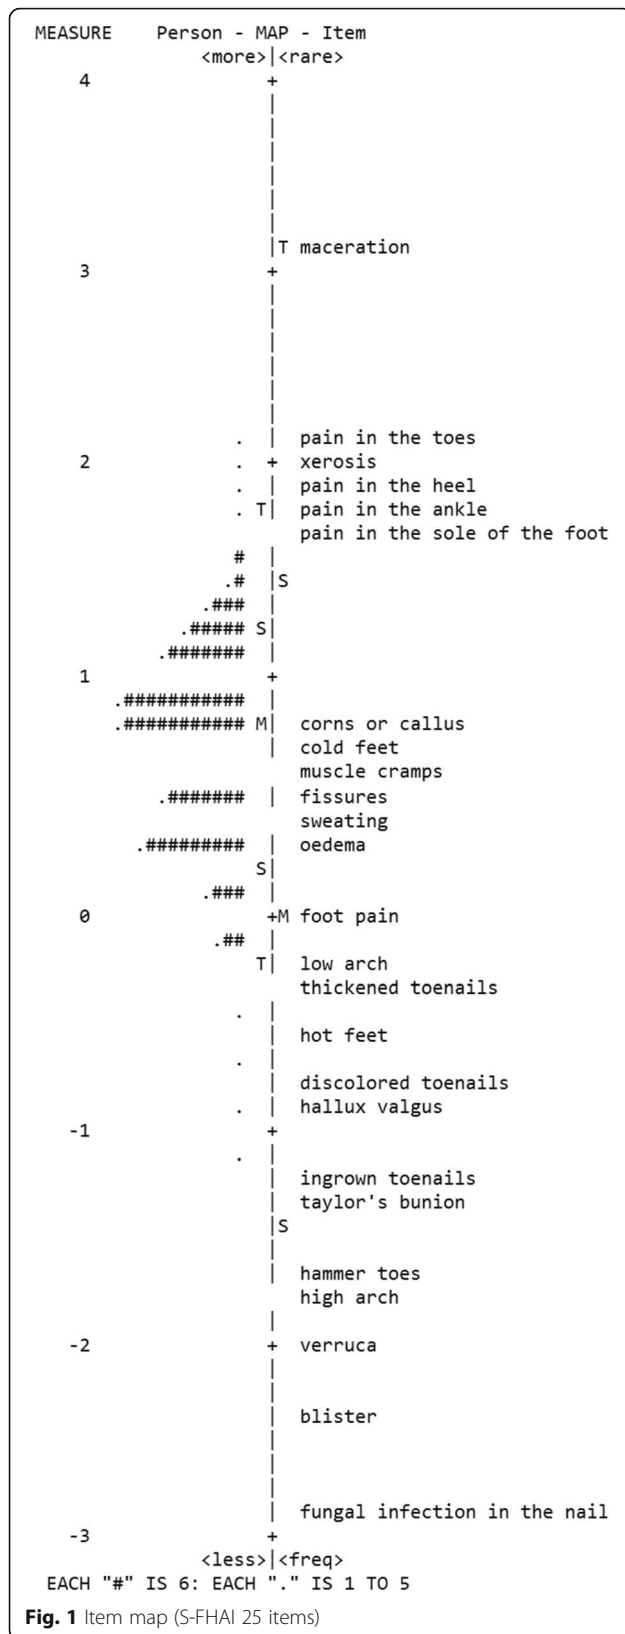 MEASURE    Person - MAP - Item
               <more>|<rare>
    4                +
                     |
                     |
                     |
                     |
                     |
                     |
                     |T maceration
    3                +
                     |
                     |
                     |
                     |
                     |
                     |
                  .  |  pain in the toes
    2             .  +  xerosis
                  .  |  pain in the heel
                  . T|  pain in the ankle
                        pain in the sole of the foot
                  #  |
                 .#  |S
               .###  |
             .##### S|
           .#######  |
    1                +
       .###########  |
       .########### M|  corns or callus
                     |  cold feet
                        muscle cramps
           .#######  |  fissures
                        sweating
         .#########  |  oedema
                    S|
               .###  |
    0                +M foot pain
                .##  |
                    T|  low arch
                        thickened toenails
                  .  |
                     |  hot feet
                  .  |
                     |  discolored toenails
                  .  |  hallux valgus
   -1                +
                  .  |
                     |  ingrown toenails
                     |  taylor's bunion
                     |S
                     |
                     |  hammer toes
                        high arch
                     |
   -2                +  verruca
                     |
                     |
                     |  blister
                     |
                     |
                     |
                     |  fungal infection in the nail
   -3                +
               <less>|<freq>
 EACH "#" IS 6: EACH "." IS 1 TO 5
Fig. 1 Item map (S-FHAI 25 items)